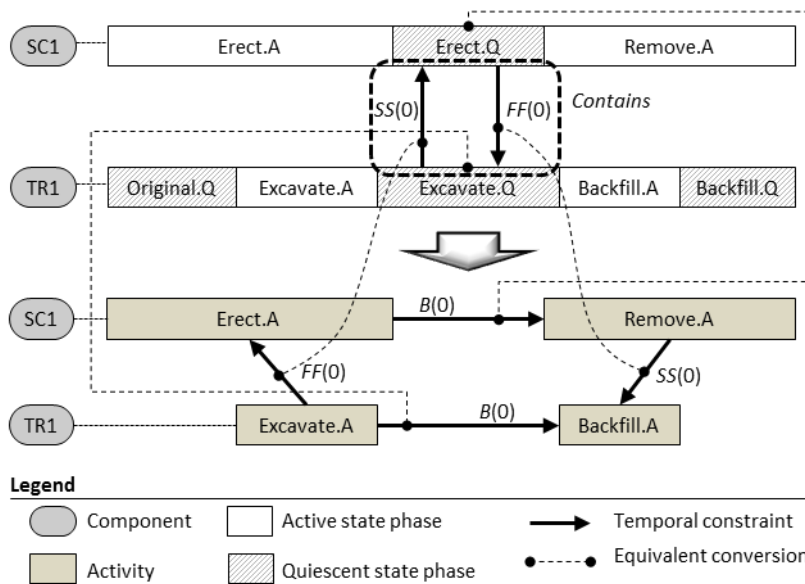 SC1 Erect.A Erect.Q Remove.A
SS(0) FF(0) Contains
TR1 Original.Q Excavate.A Excavate.Q Backfill.A Backfill.Q
SC1 Erect.A B(0) Remove.A
FF(0) SS(0)
TR1 Excavate.A B(0) Backfill.A
Legend
Component Active state phase Temporal constraint
Activity Quiescent state phase Equivalent conversion